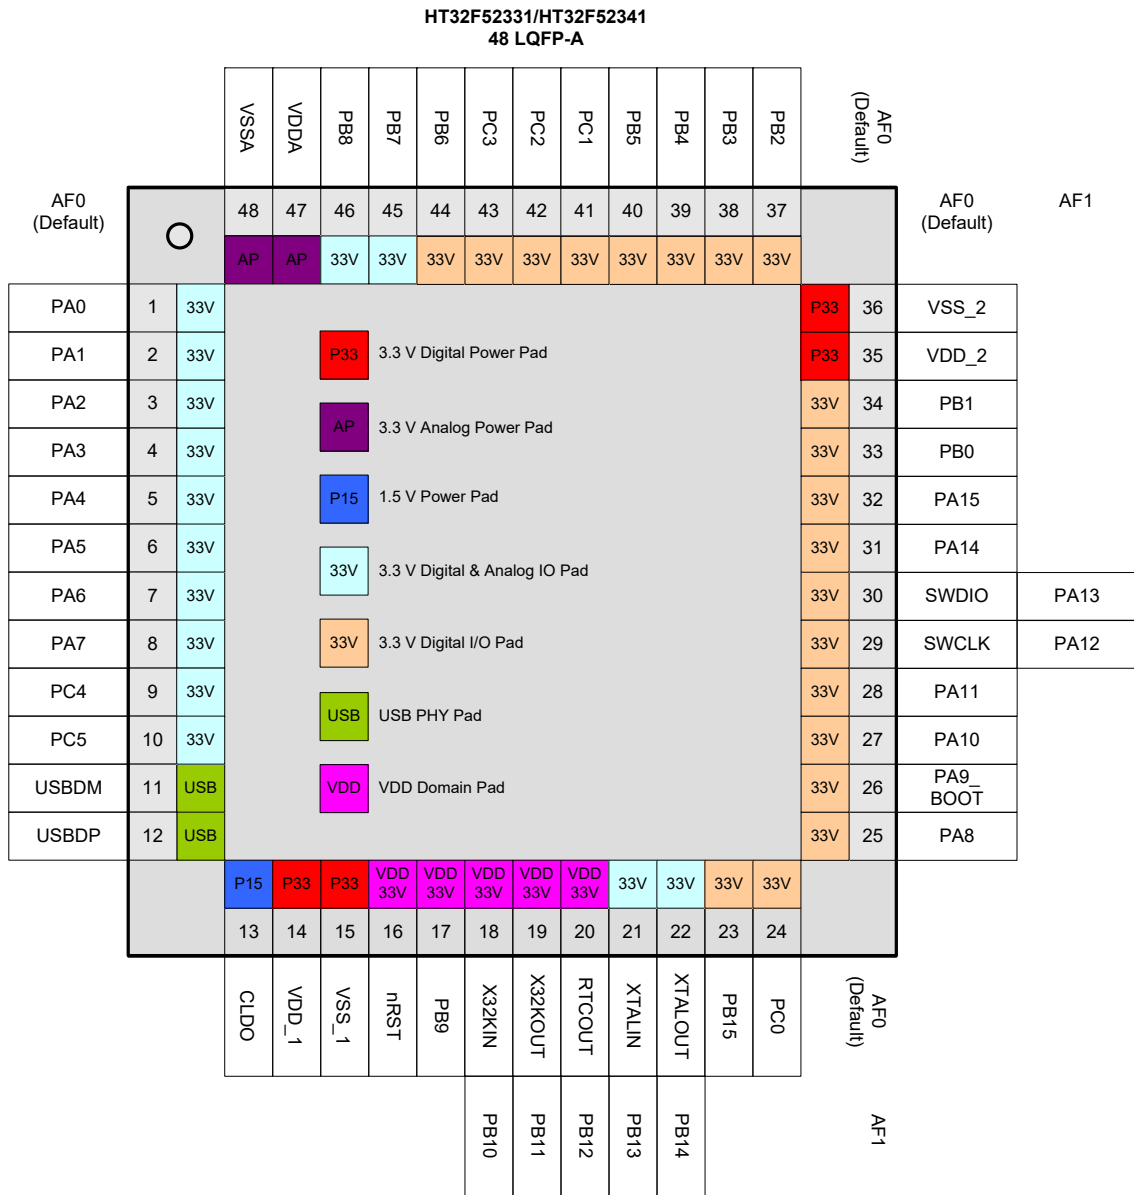 HT32F52331/HT32F52341
48 LQFP-A
VSSA VDDA PB8 PB7 PB6 PC3 PC2 PC1 PB5 PB4 PB3 PB2
AF0
(Default)
AF0
(Default)
48 47 46 45 44 43 42 41 40 39 38 37
AF0
(Default)
AF1
AP AP 33V 33V 33V 33V 33V 33V 33V 33V 33V 33V
PA0 1 33V
P33 36 VSS_2
PA1 2 33V
P33 3.3 V Digital Power Pad
P33 35 VDD_2
PA2 3 33V
33V 34 PB1
PA3 4 33V
AP 3.3 V Analog Power Pad
33V 33 PB0
PA4 5 33V
P15 1.5 V Power Pad
33V 32 PA15
PA5 6 33V
33V 3.3 V Digital & Analog IO Pad
33V 31 PA14
PA6 7 33V
33V 30 SWDIO PA13
PA7 8 33V
33V 3.3 V Digital I/O Pad
33V 29 SWCLK PA12
PC4 9 33V
33V 28 PA11
PC5 10 33V
USB USB PHY Pad
33V 27 PA10
USBDM 11 USB
VDD VDD Domain Pad
33V 26 PA9_
BOOT
USBDP 12 USB
33V 25 PA8
P15 P33 P33 VDD VDD VDD VDD VDD 33V 33V 33V 33V
33V 33V 33V 33V 33V
13 14 15 16 17 18 19 20 21 22 23 24
CLDO VDD_1 VSS_1 nRST PB9 X32KIN X32KOUT RTCOUT XTALIN XTALOUT PB15 PC0
AF0
(Default)
PB10 PB11 PB12 PB13 PB14
AF1